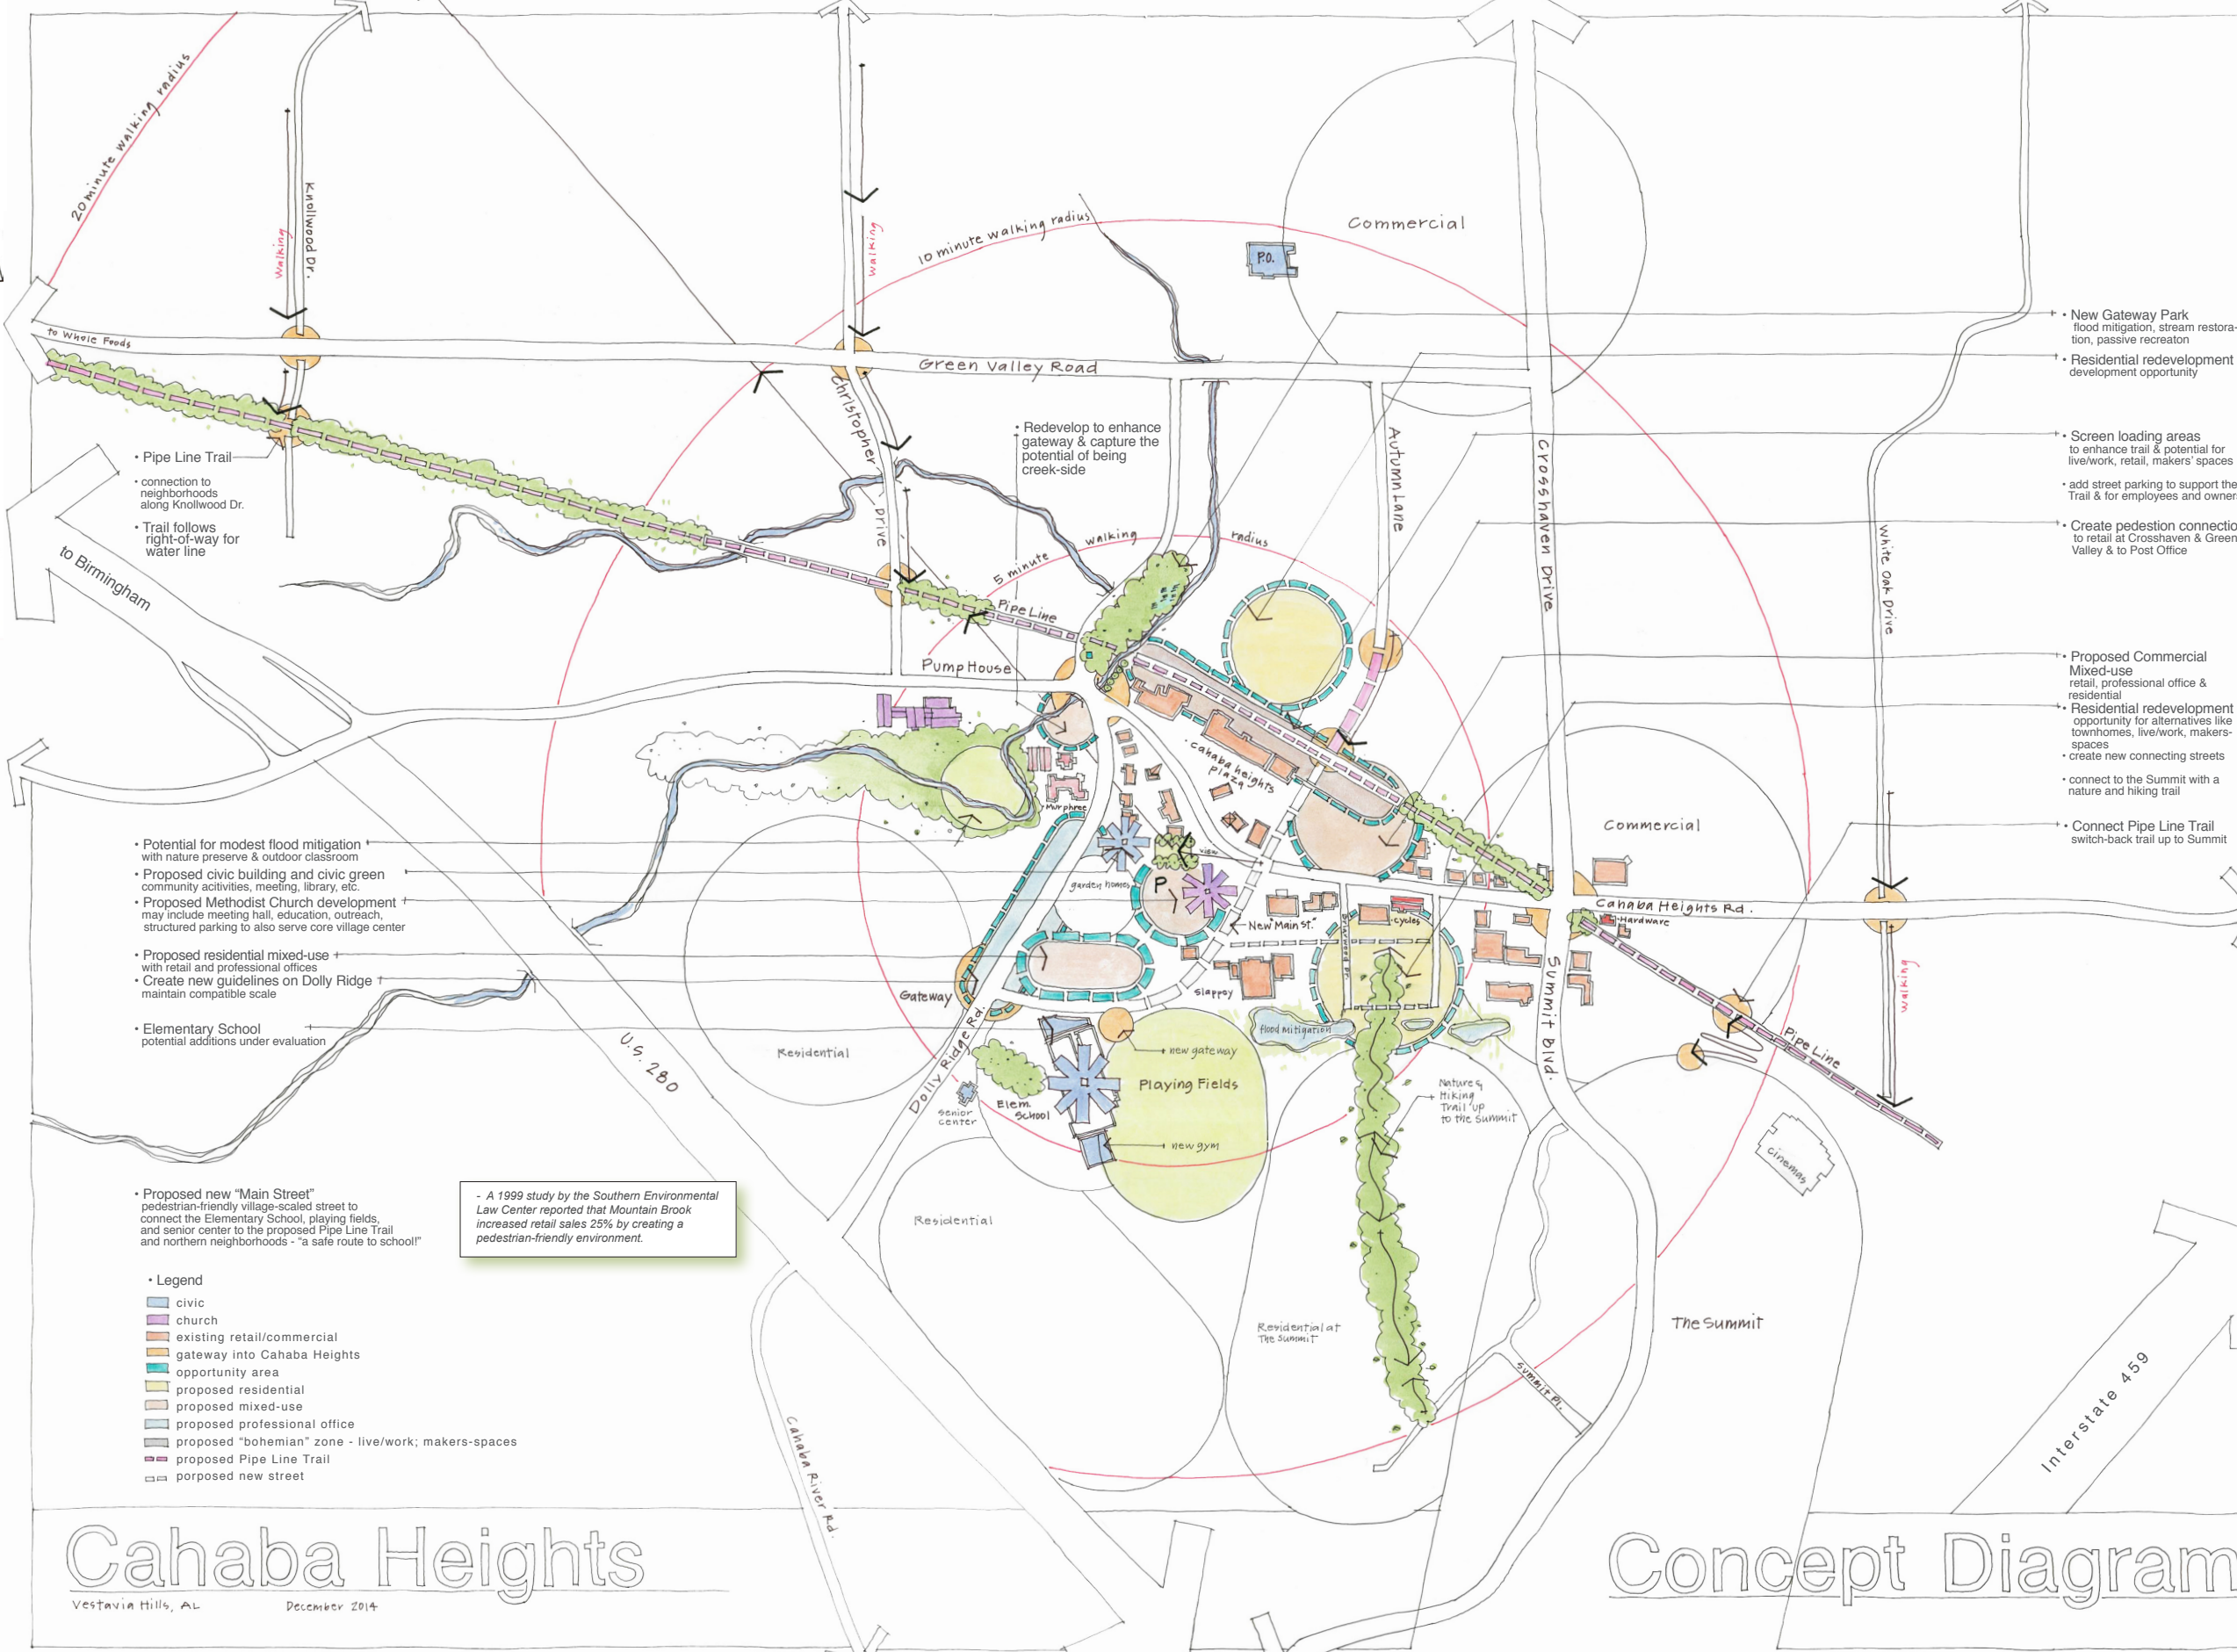 20 minute walking radius
Knollwood Dr.
walking
walking
10 minute walking radius
Commercial
P.O.
to Whole Foods
Green Valley Road
Christopher Drive
• Redevelop to enhance
gateway & capture the
potential of being
creek-side
Autumn Lane
Crosshaven Drive
White Oak Drive
• New Gateway Park
flood mitigation, stream restora-
tion, passive recreaton
• Residential redevelopment
development opportunity
• Screen loading areas
to enhance trail & potential for
live/work, retail, makers' spaces
• add street parking to support the
Trail & for employees and owner
• Create pedestion connectio
to retail at Crosshaven & Green
Valley & to Post Office
• Proposed Commercial
Mixed-use
retail, professional office &
residential
• Residential redevelopment
opportunity for alternatives like
townhomes, live/work, makers-
spaces
• create new connecting streets
• connect to the Summit with a
nature and hiking trail
• Connect Pipe Line Trail
switch-back trail up to Summit
• Pipe Line Trail
• connection to
neighborhoods
along Knollwood Dr.
• Trail follows
right-of-way for
water line
to Birmingham
5 minute walking radius
Pipe Line
Pump House
Cahaba heights
plaza
Murphree
Commercial
view
garden homes
P
Cahaba Heights Rd.
Hardware
cycles
"New Main St."
Briarwood Dr.
Slappey
Gateway
Summit Blvd.
walking
Pipe Line
flood mitigation
new gateway
Playing Fields
Nature &
Hiking
Trail up
to the Summit
Dolly Ridge Rd.
senior
center
Elem.
School
new gym
cinemas
Residential
U.S. 280
Residential
Residential at
The Summit
The Summit
Summit Pl.
Interstate 459
Cahaba River Rd.
• Potential for modest flood mitigation
with nature preserve & outdoor classroom
• Proposed civic building and civic green
community acitivities, meeting, library, etc.
• Proposed Methodist Church development
may include meeting hall, education, outreach,
structured parking to also serve core village center
• Proposed residential mixed-use
with retail and professional offices
• Create new guidelines on Dolly Ridge
maintain compatible scale
• Elementary School
potential additions under evaluation
• Proposed new "Main Street"
pedestrian-friendly village-scaled street to
connect the Elementary School, playing fields,
and senior center to the proposed Pipe Line Trail
and northern neighborhoods - "a safe route to school!"
- A 1999 study by the Southern Environmental
Law Center reported that Mountain Brook
increased retail sales 25% by creating a
pedestrian-friendly environment.
• Legend
civic
church
existing retail/commercial
gateway into Cahaba Heights
opportunity area
proposed residential
proposed mixed-use
proposed professional office
proposed "bohemian" zone - live/work; makers-spaces
proposed Pipe Line Trail
porposed new street
Cahaba Heights
Vestavia Hills, AL
December 2014
Concept Diagram